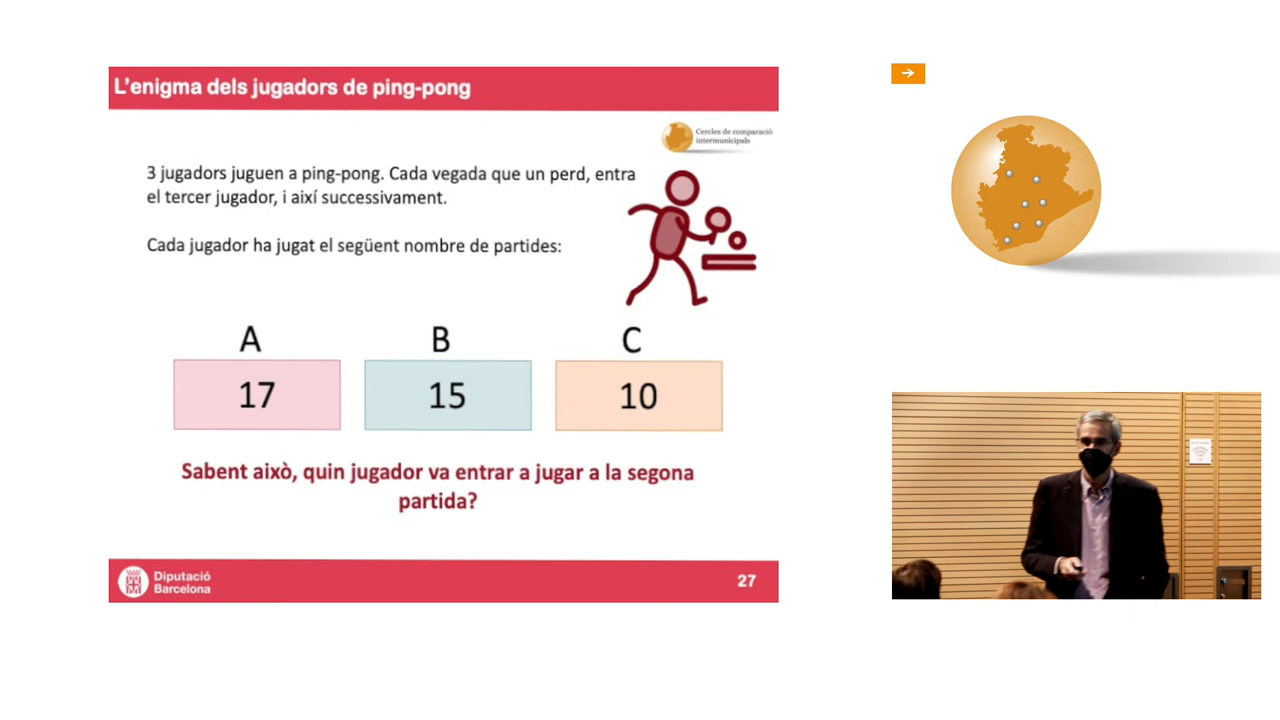 L'enigma dels jugadors de ping-pong
Cercles de comparació
intermunicipals
3 jugadors juguen a ping-pong. Cada vegada que un perd, entra
el tercer jugador, i així successivament.
Cada jugador ha jugat el següent nombre de partides:
A B C
17 15 10
Sabent això, quin jugador va entrar a jugar a la segona
partida?
Diputació
Barcelona
27